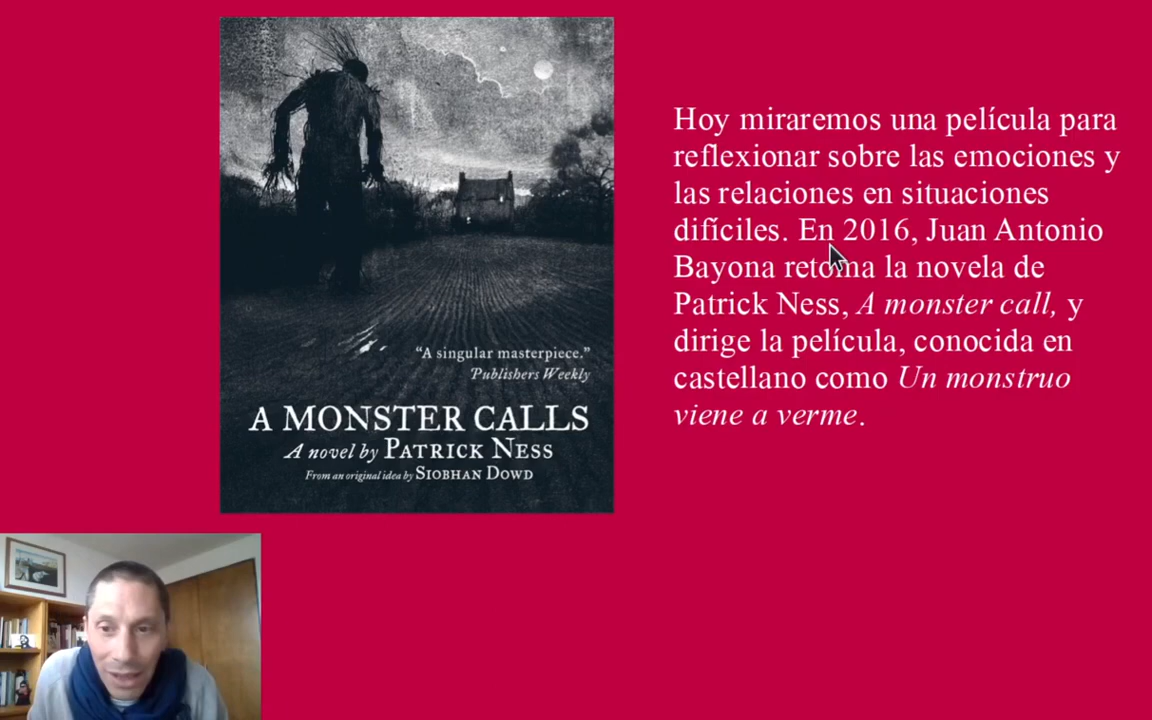 “A singular masterpiece.”
Publishers Weekly
A MONSTER CALLS
A novel by PATRICK NESS
From an original idea by SIOBHAN DOWD
Hoy miraremos una película para
reflexionar sobre las emociones y
las relaciones en situaciones
difíciles. En 2016, Juan Antonio
Bayona retoma la novela de
Patrick Ness, A monster call, y
dirige la película, conocida en
castellano como Un monstruo
viene a verme.